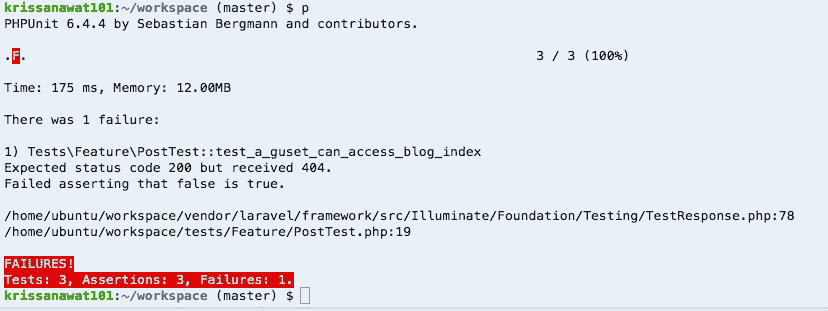 krissanawat101:~/workspace (master) $ p
PHPUnit 6.4.4 by Sebastian Bergmann and contributors.
.F. 3 / 3 (100%)
Time: 175 ms, Memory: 12.00MB
There was 1 failure:
1) Tests\Feature\PostTest::test_a_guset_can_access_blog_index
Expected status code 200 but received 404.
Failed asserting that false is true.
/home/ubuntu/workspace/vendor/laravel/framework/src/Illuminate/Foundation/Testing/TestResponse.php:78
/home/ubuntu/workspace/tests/Feature/PostTest.php:19
FAILURES!
Tests: 3, Assertions: 3, Failures: 1.
krissanawat101:~/workspace (master) $